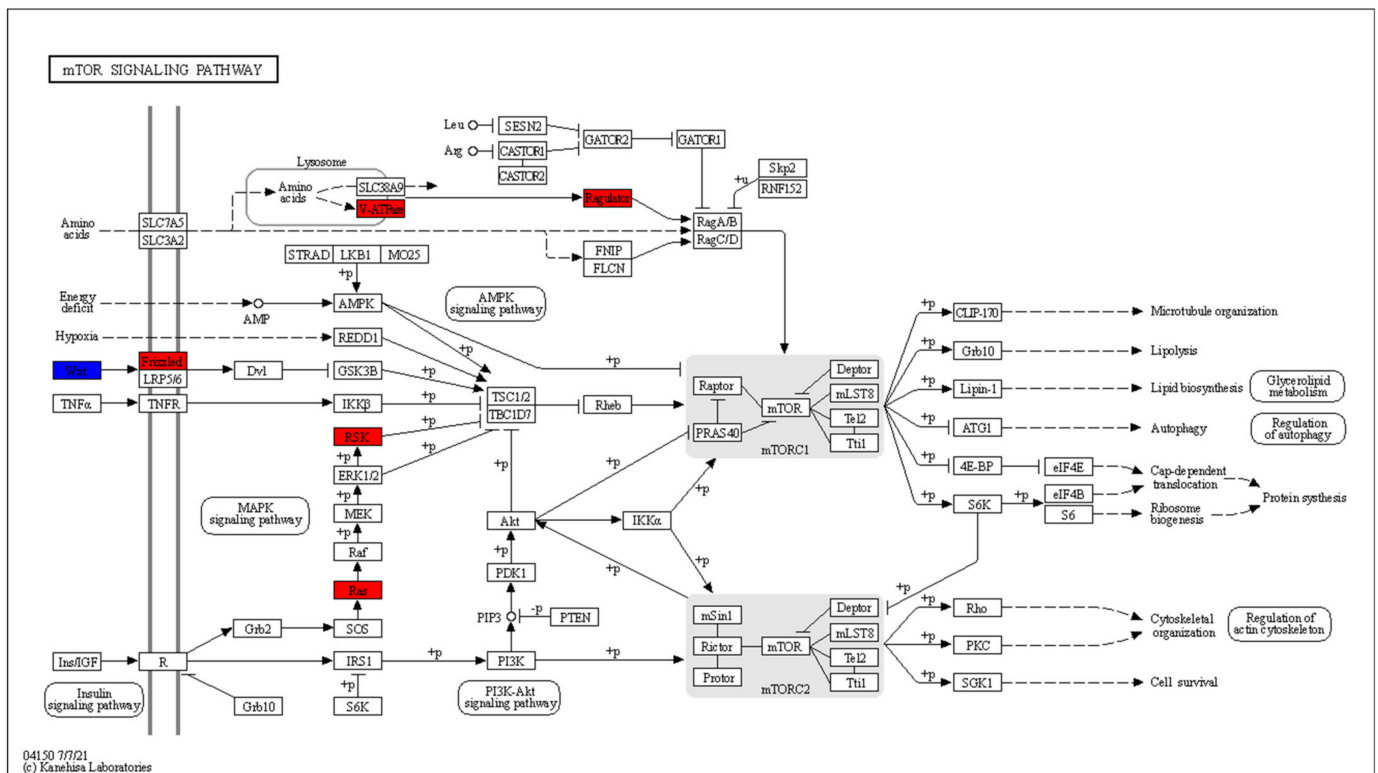 mTOR SIGNALING PATHWAY
Leu
SESN2
GATOR2
GATOR1
Arg
CASTOR1
CASTOR2
Skp2
RNF152
+u
Lysosome
Amino
acids
SLC38A9
V-ATPase
Ragulator
Amino
acids
SLC7A5
SLC3A2
RagA/B
RagC/D
FNIP
FLCN
STRAD
LKB1
MO25
+p
Energy
deficit
AMP
AMPK
AMPK
signaling pathway
Hypoxia
REDD1
+p
+p
Wnt
Frizzled
LRP5/6
Dvl
GSK3B
+p
TNFα
TNFR
IKKβ
+p
TSC1/2
TBC1D7
Rheb
Raptor
mTOR
PRAS40
Deptor
mLST8
Tel2
Tti1
mTORC1
+p
CLIP-170
Microtubule organization
+p
Grb10
Lipolysis
+p
Lipin-1
Lipid biosynthesis
Glycerolipid
metabolism
+p
ATG1
Autophagy
Regulation
of autophagy
+p
4E-BP
eIF4E
Cap-dependent
translocation
+p
S6K
+p
eIF4B
S6
Ribosome
biogenesis
Protein systhesis
RSK
+p
+p
+p
ERK1/2
+p
MEK
+p
Raf
Ras
SOS
Grb2
MAPK
signaling pathway
+p
Akt
+p
PDK1
PIP3
-p
PTEN
+p
IKKα
+p
+p
+p
+p
Ins/IGF
R
IRS1
+p
PI3K
+p
Insulin
signaling pathway
Grb10
+p
S6K
PI3K-Akt
signaling pathway
mSin1
Rictor
Protor
mTOR
Deptor
mLST8
Tel2
Tti1
mTORC2
+p
Rho
Cytoskeletal
organization
Regulation of
actin cytoskeleton
+p
PKC
+p
SGK1
Cell survival
04150 7/7/21
(c) Kanehisa Laboratories